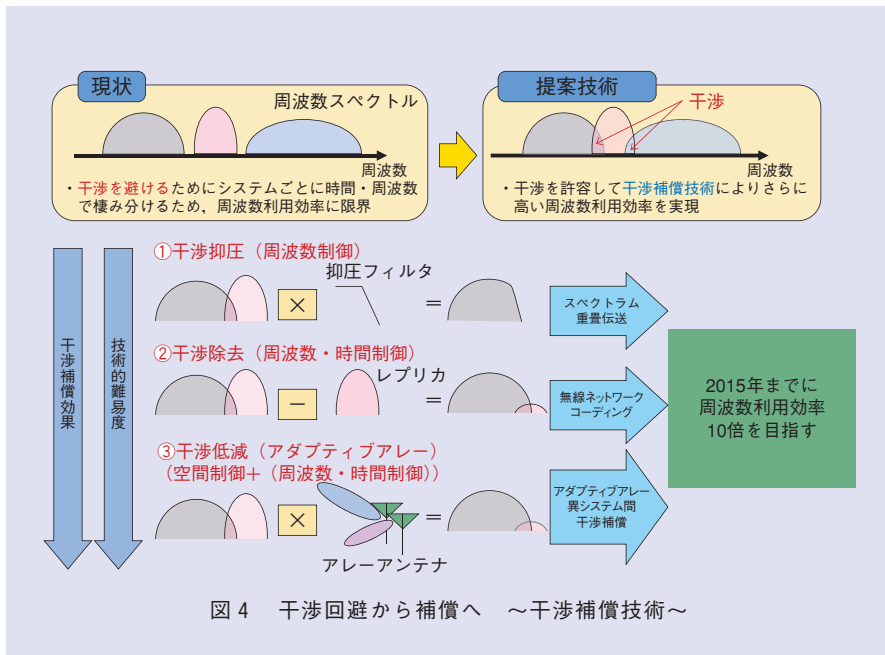 現状
周波数スペクトル
周波数
・干渉を避けるためにシステムごとに時間・周波数
で棲み分けるため，周波数利用効率に限界
提案技術
干渉
周波数
・干渉を許容して干渉補償技術によりさらに
高い周波数利用効率を実現
干渉補償効果
技術的難易度
①干渉抑圧（周波数制御）
抑圧フィルタ
×
＝
スペクトラム
重畳伝送
②干渉除去（周波数・時間制御）
レプリカ
－
＝
無線ネットワーク
コーディング
③干渉低減（アダプティブアレー）
（空間制御＋（周波数・時間制御））
×
＝
アレーアンテナ
アダプティブアレー
異システム間
干渉補償
2015年までに
周波数利用効率
10倍を目指す
図4　干渉回避から補償へ　～干渉補償技術～